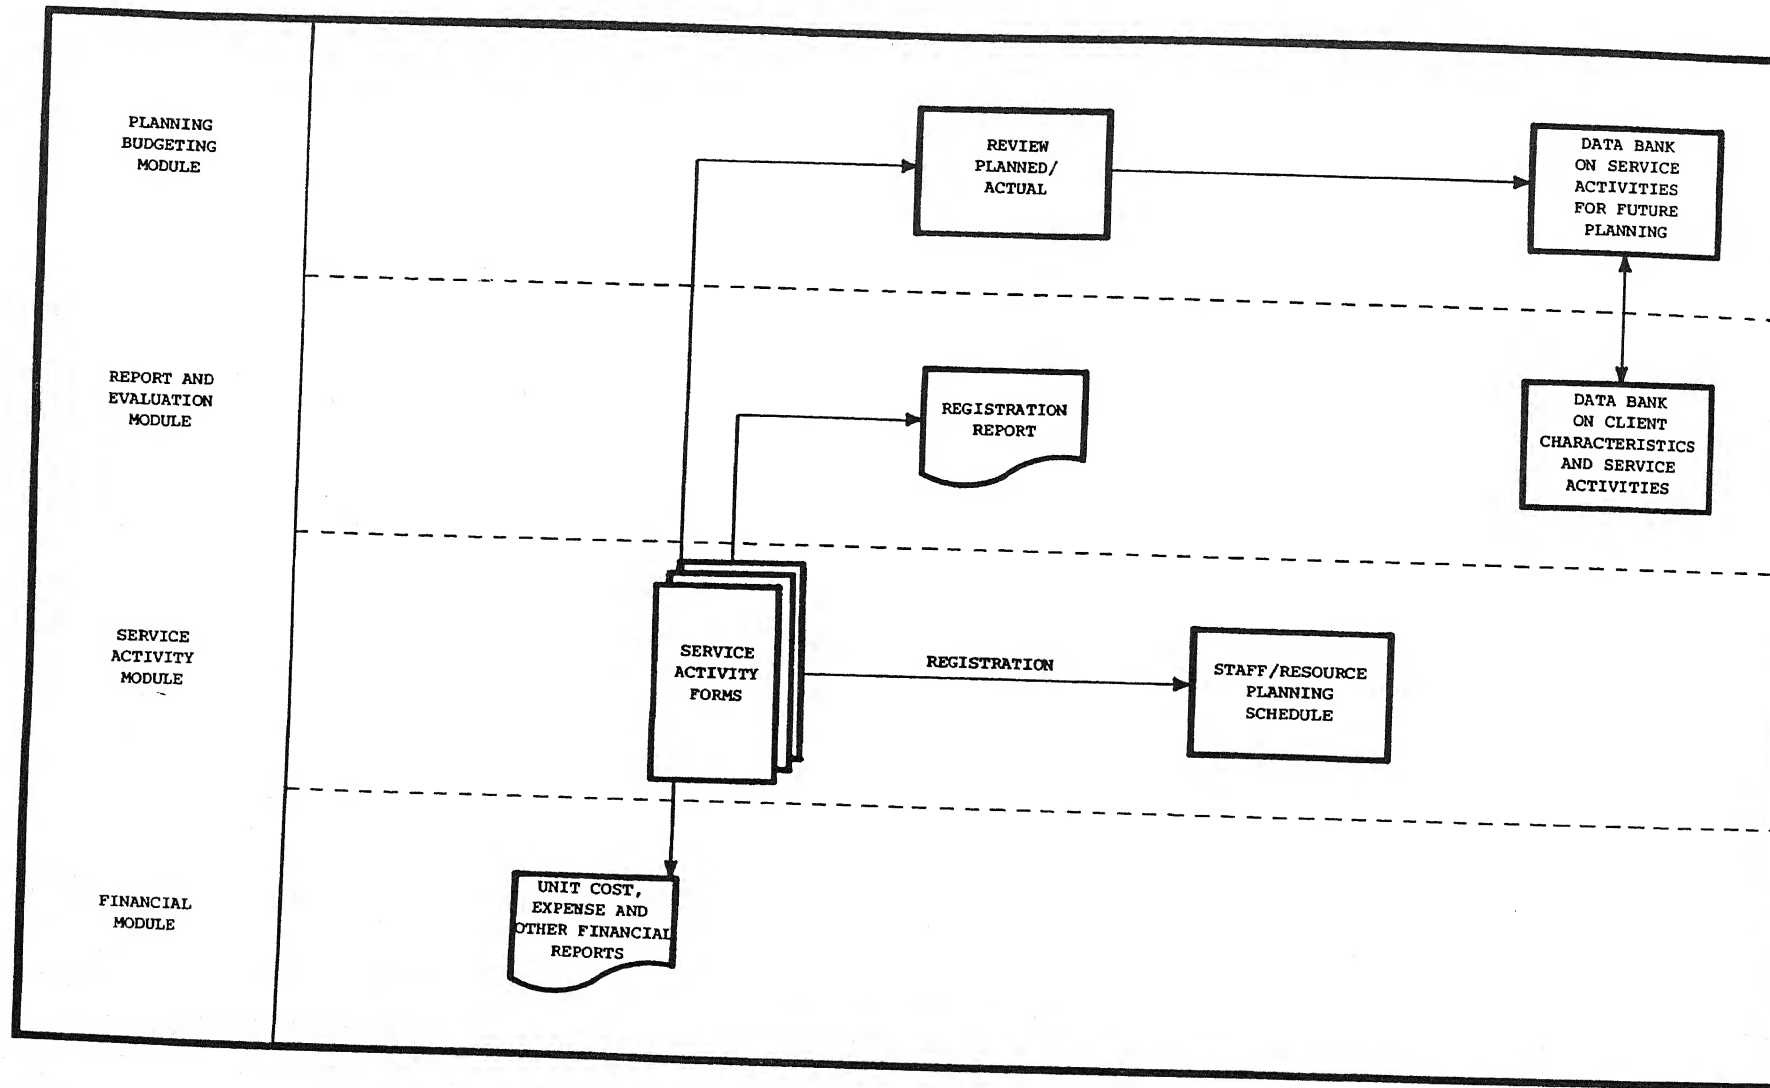 PLANNING
BUDGETING
MODULE
REVIEW
PLANNED/
ACTUAL
DATA BANK
ON SERVICE
ACTIVITIES
FOR FUTURE
PLANNING
REPORT AND
EVALUATION
MODULE
REGISTRATION
REPORT
DATA BANK
ON CLIENT
CHARACTERISTICS
AND SERVICE
ACTIVITIES
SERVICE
ACTIVITY
MODULE
SERVICE
ACTIVITY
FORMS
REGISTRATION
STAFF/RESOURCE
PLANNING
SCHEDULE
FINANCIAL
MODULE
UNIT COST,
EXPENSE AND
OTHER FINANCIAL
REPORTS